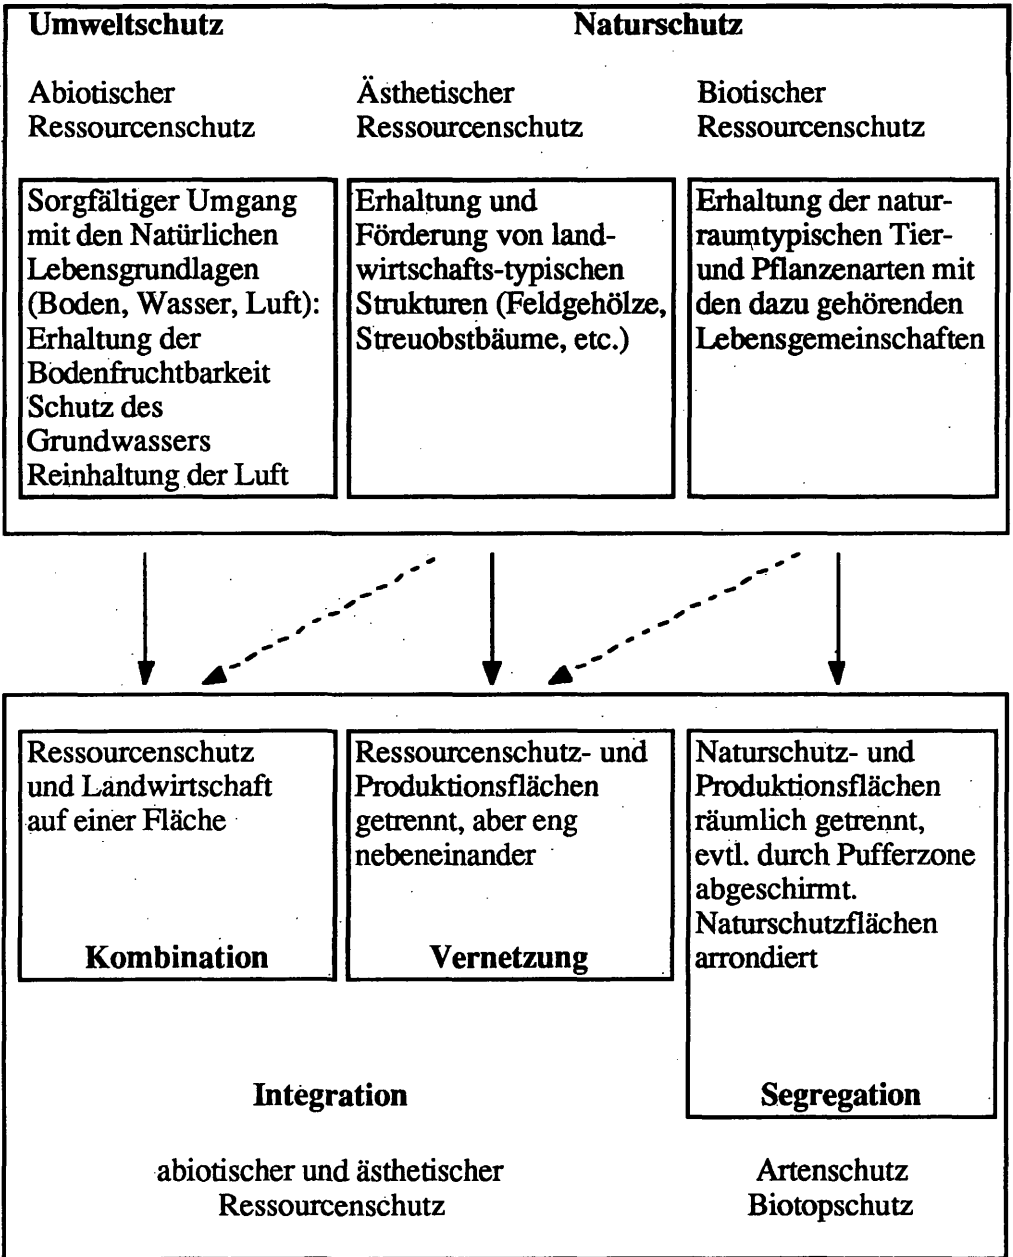 Umweltschutz
Naturschutz
Abiotischer
Ressourcenschutz
Ästhetischer
Ressourcenschutz
Biotischer
Ressourcenschutz
Sorgfältiger Umgang
mit den Natürlichen
Lebensgrundlagen
(Boden, Wasser, Luft):
Erhaltung der
Bodenfruchtbarkeit
Schutz des
Grundwassers
Reinhaltung der Luft
Erhaltung und
Förderung von land-
wirtschafts-typischen
Strukturen (Feldgehölze,
Streuobstbäume, etc.)
Erhaltung der natur-
raumtypischen Tier-
und Pflanzenarten mit
den dazu gehörenden
Lebensgemeinschaften
Ressourcenschutz
und Landwirtschaft
auf einer Fläche
Kombination
Ressourcenschutz- und
Produktionsflächen
getrennt, aber eng
nebeneinander
Vernetzung
Naturschutz- und
Produktionsflächen
räumlich getrennt,
evtl. durch Pufferzone
abgeschirmt.
Naturschutzflächen
arrondiert
Segregation
Integration
abiotischer und ästhetischer
Ressourcenschutz
Artenschutz
Biotopschutz